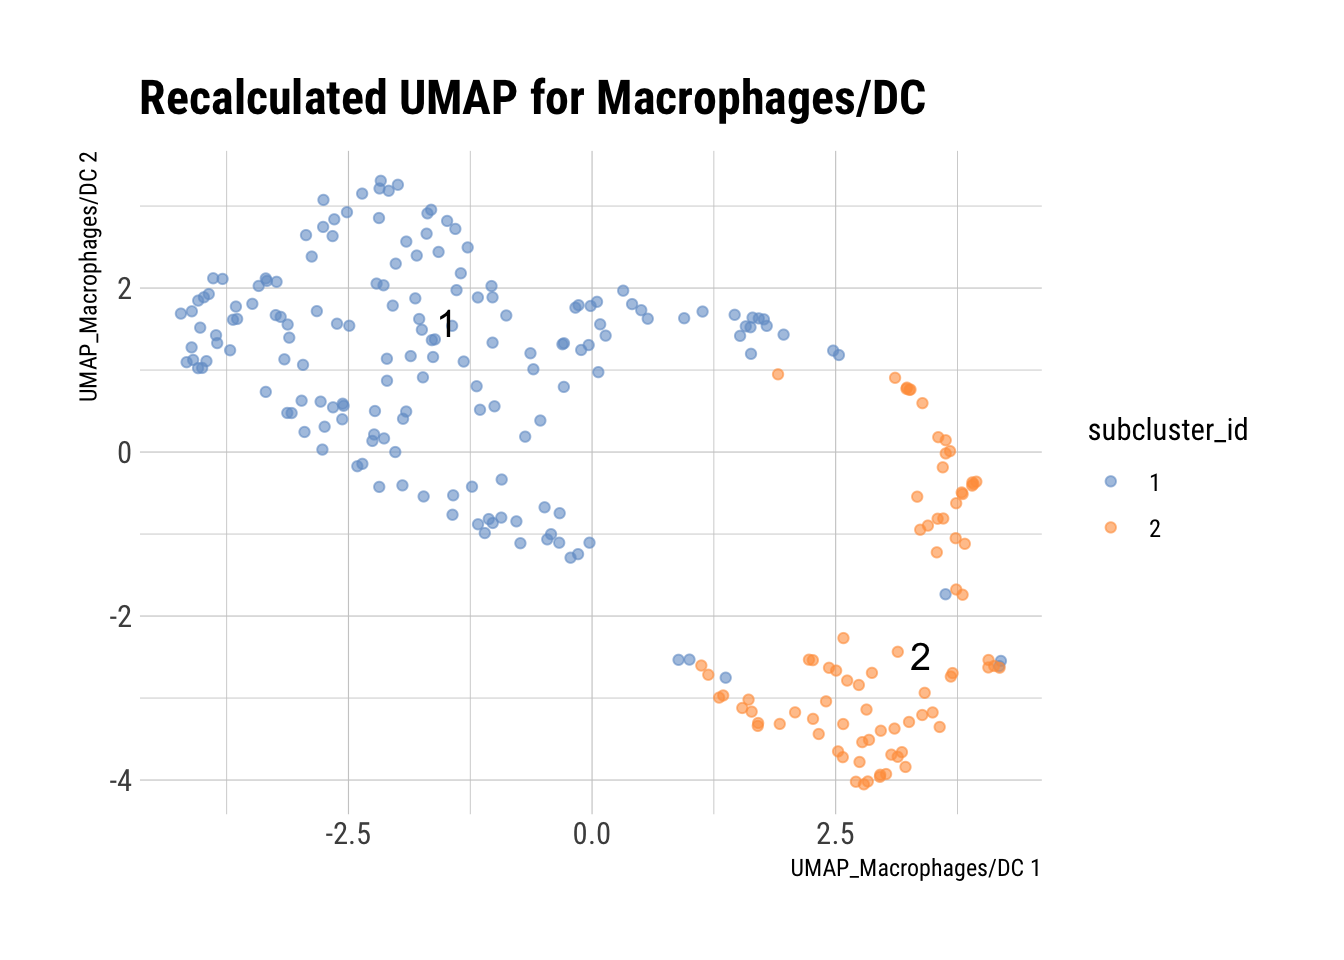 Recalculated UMAP for Macrophages/DC
UMAP_Macrophages/DC 2
2
0
-2
-4
1
2
-2.5
0.0
2.5
UMAP_Macrophages/DC 1
subcluster_id
1
2